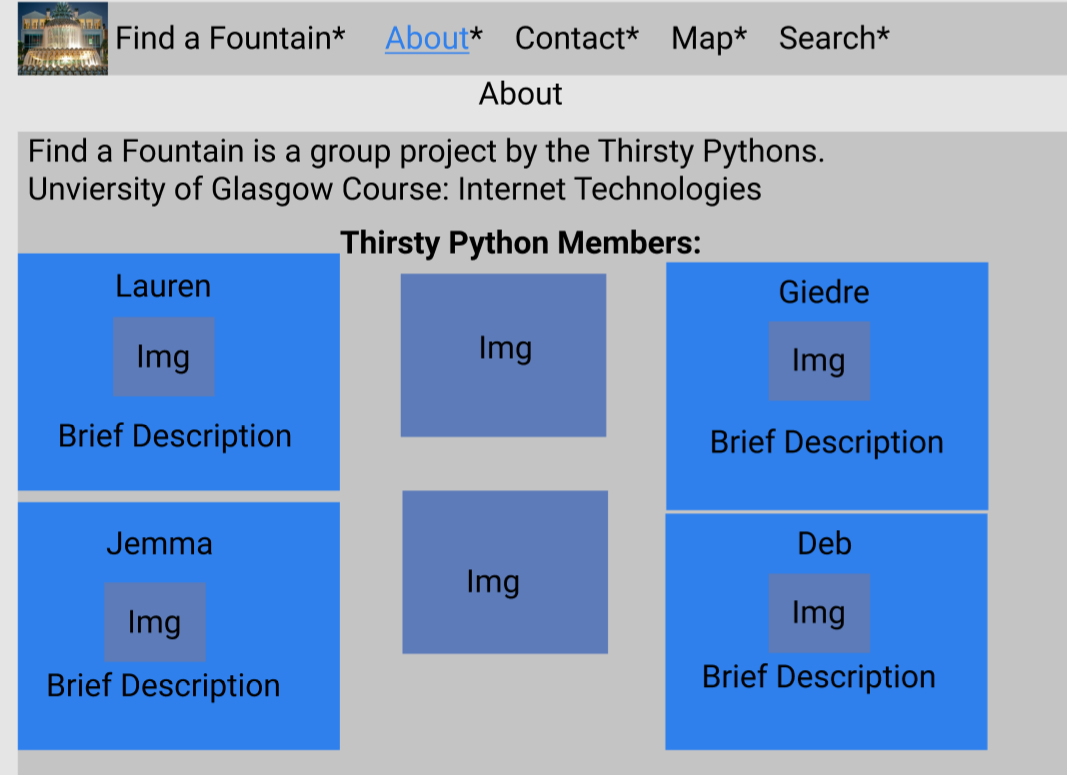 Find a Fountain* About* Contact* Map* Search*
About
Find a Fountain is a group project by the Thirsty Pythons.
Unviersity of Glasgow Course: Internet Technologies
Thirsty Python Members:
Lauren
Img
Brief Description
Img
Giedre
Img
Brief Description
Jemma
Img
Brief Description
Img
Deb
Img
Brief Description